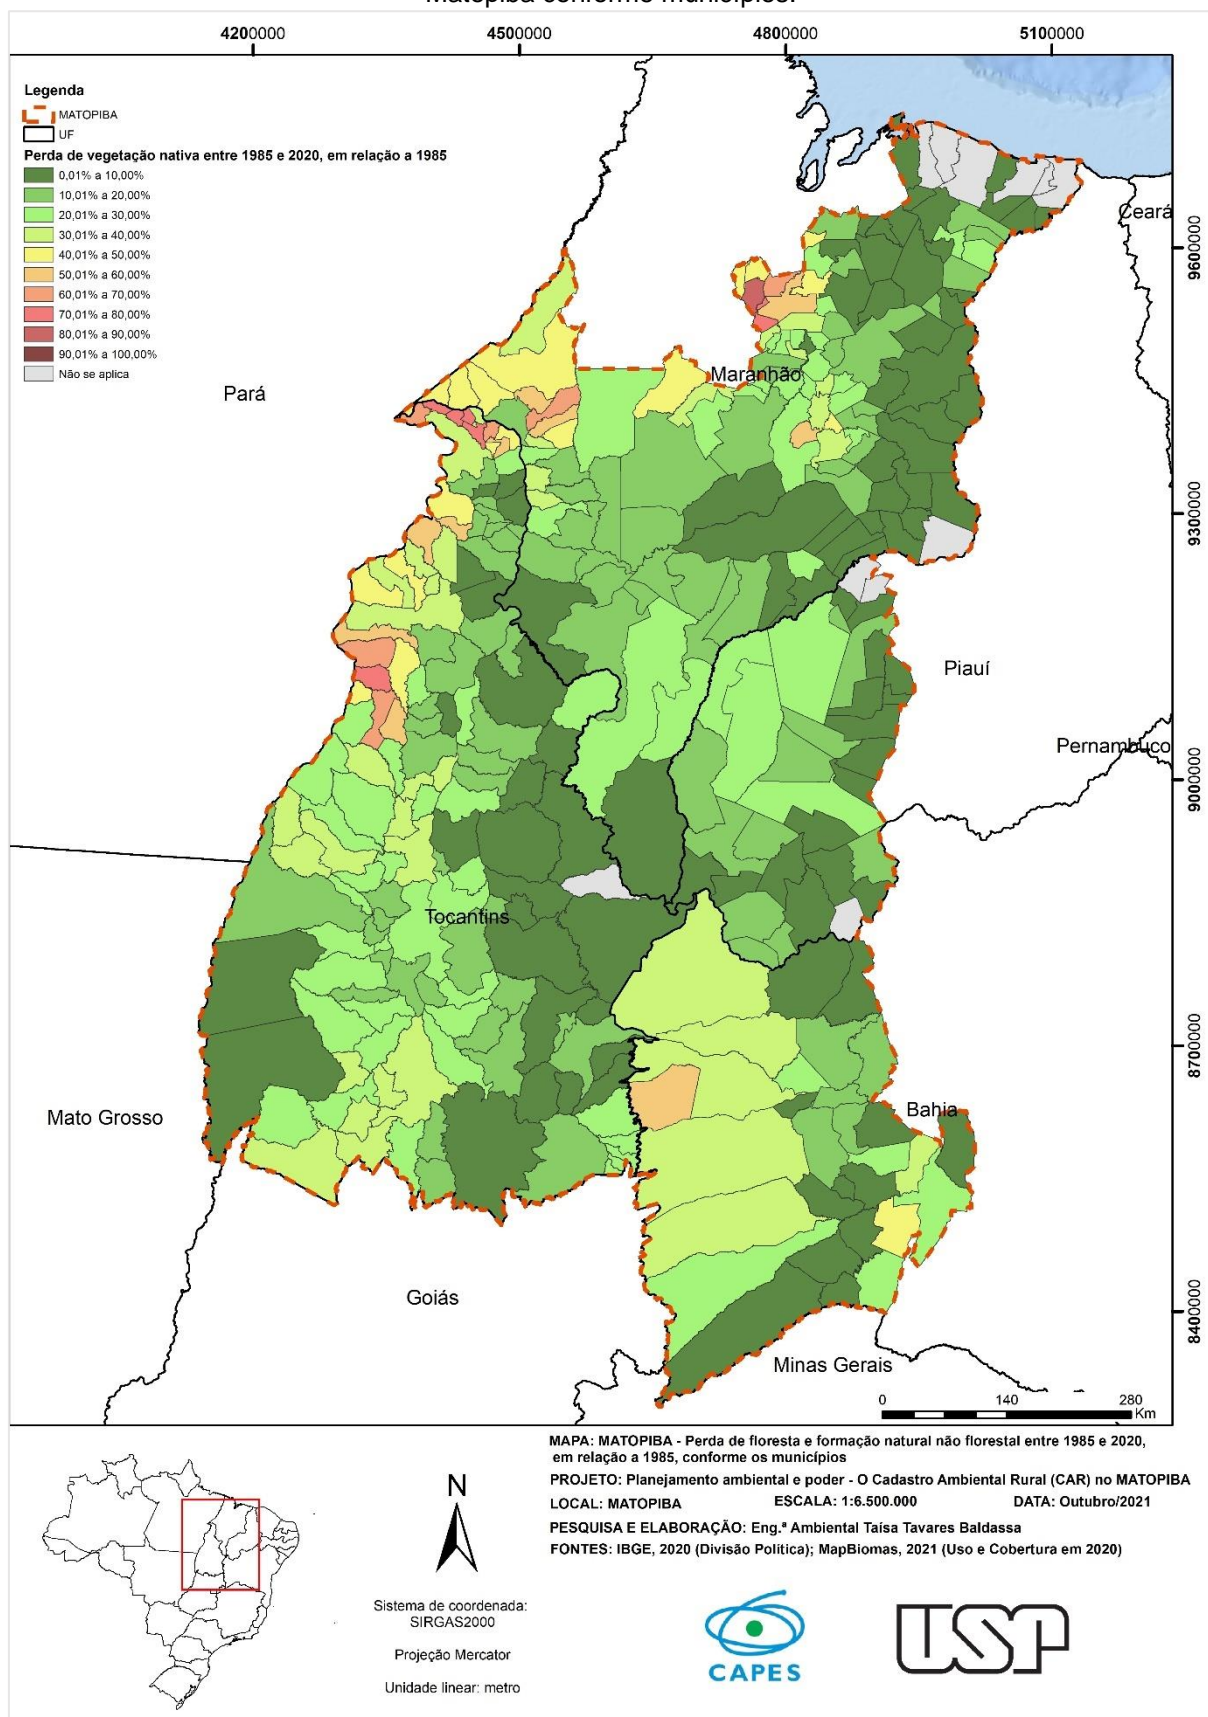 Matopiba conforme municípios.
4200000 4500000 4800000 5100000
Legenda
MATOPIBA
UF
Perda de vegetação nativa entre 1985 e 2020, em relação a 1985
0,01% a 10,00%
10,01% a 20,00%
20,01% a 30,00%
30,01% a 40,00%
40,01% a 50,00%
50,01% a 60,00%
60,01% a 70,00%
70,01% a 80,00%
80,01% a 90,00%
90,01% a 100,00%
Não se aplica
Ceará
9600000
Maranhão
Pará
9300000
Piauí
Pernambuco
9000000
Tocantins
8700000
Mato Grosso
Bahia
Goiás
8400000
Minas Gerais
0 140 280
Km
MAPA: MATOPIBA - Perda de floresta e formação natural não florestal entre 1985 e 2020,
em relação a 1985, conforme os municípios
PROJETO: Planejamento ambiental e poder - O Cadastro Ambiental Rural (CAR) no MATOPIBA
LOCAL: MATOPIBA ESCALA: 1:6.500.000 DATA: Outubro/2021
PESQUISA E ELABORAÇÃO: Eng.ª Ambiental Taísa Tavares Baldassa
FONTES: IBGE, 2020 (Divisão Política); MapBiomas, 2021 (Uso e Cobertura em 2020)
N
Sistema de coordenada:
SIRGAS2000
Projeção Mercator
Unidade linear: metro
CAPES
USP